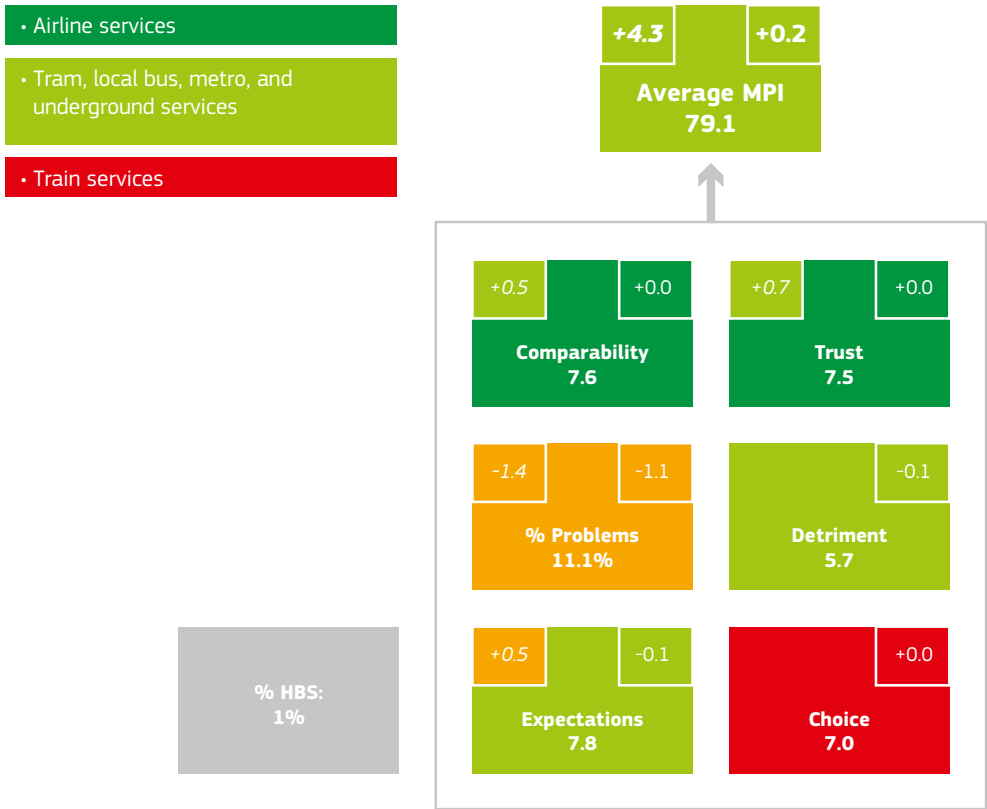 • Airline services
• Tram, local bus, metro, and
underground services
• Train services
+4.3 +0.2
Average MPI
79.1
+0.5 +0.0
Comparability
7.6
+0.7 +0.0
Trust
7.5
-1.4 -1.1
% Problems
11.1%
-0.1
Detriment
5.7
% HBS:
1%
+0.5 -0.1
Expectations
7.8
+0.0
Choice
7.0